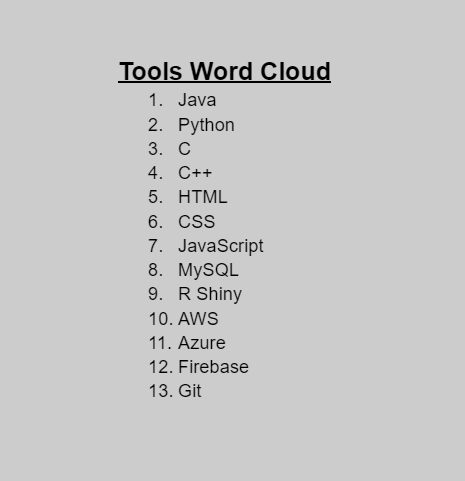 Tools Word Cloud
1. Java
2. Python
3. C
4. C++
5. HTML
6. CSS
7. JavaScript
8. MySQL
9. R Shiny
10. AWS
11. Azure
12. Firebase
13. Git